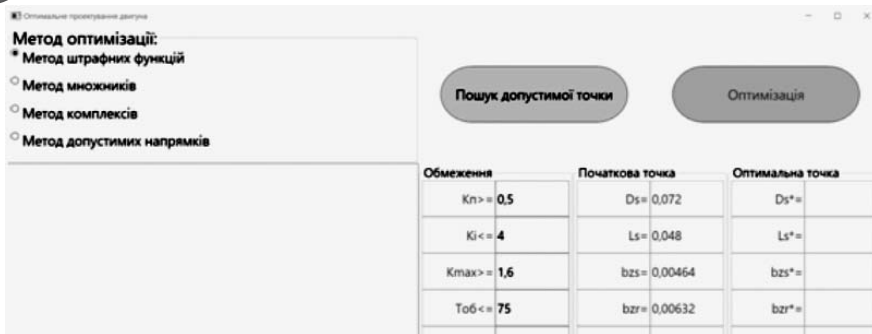 Оптимальне проектування двигуна
Метод оптимізації:
Метод штрафних функцій
Метод множників
Метод комплексів
Метод допустимих напрямків
Пошук допустимої точки
Оптимізація
Обмеження Початкова точка Оптимальна точка
Кп>= 0,5 Ds= 0,072 Ds*=
Кі<= 4 Ls= 0,048 Ls*=
Kmax>= 1,6 bzs= 0,00464 bzs*=
Тоб<= 75 bzr= 0,00632 bzr*=